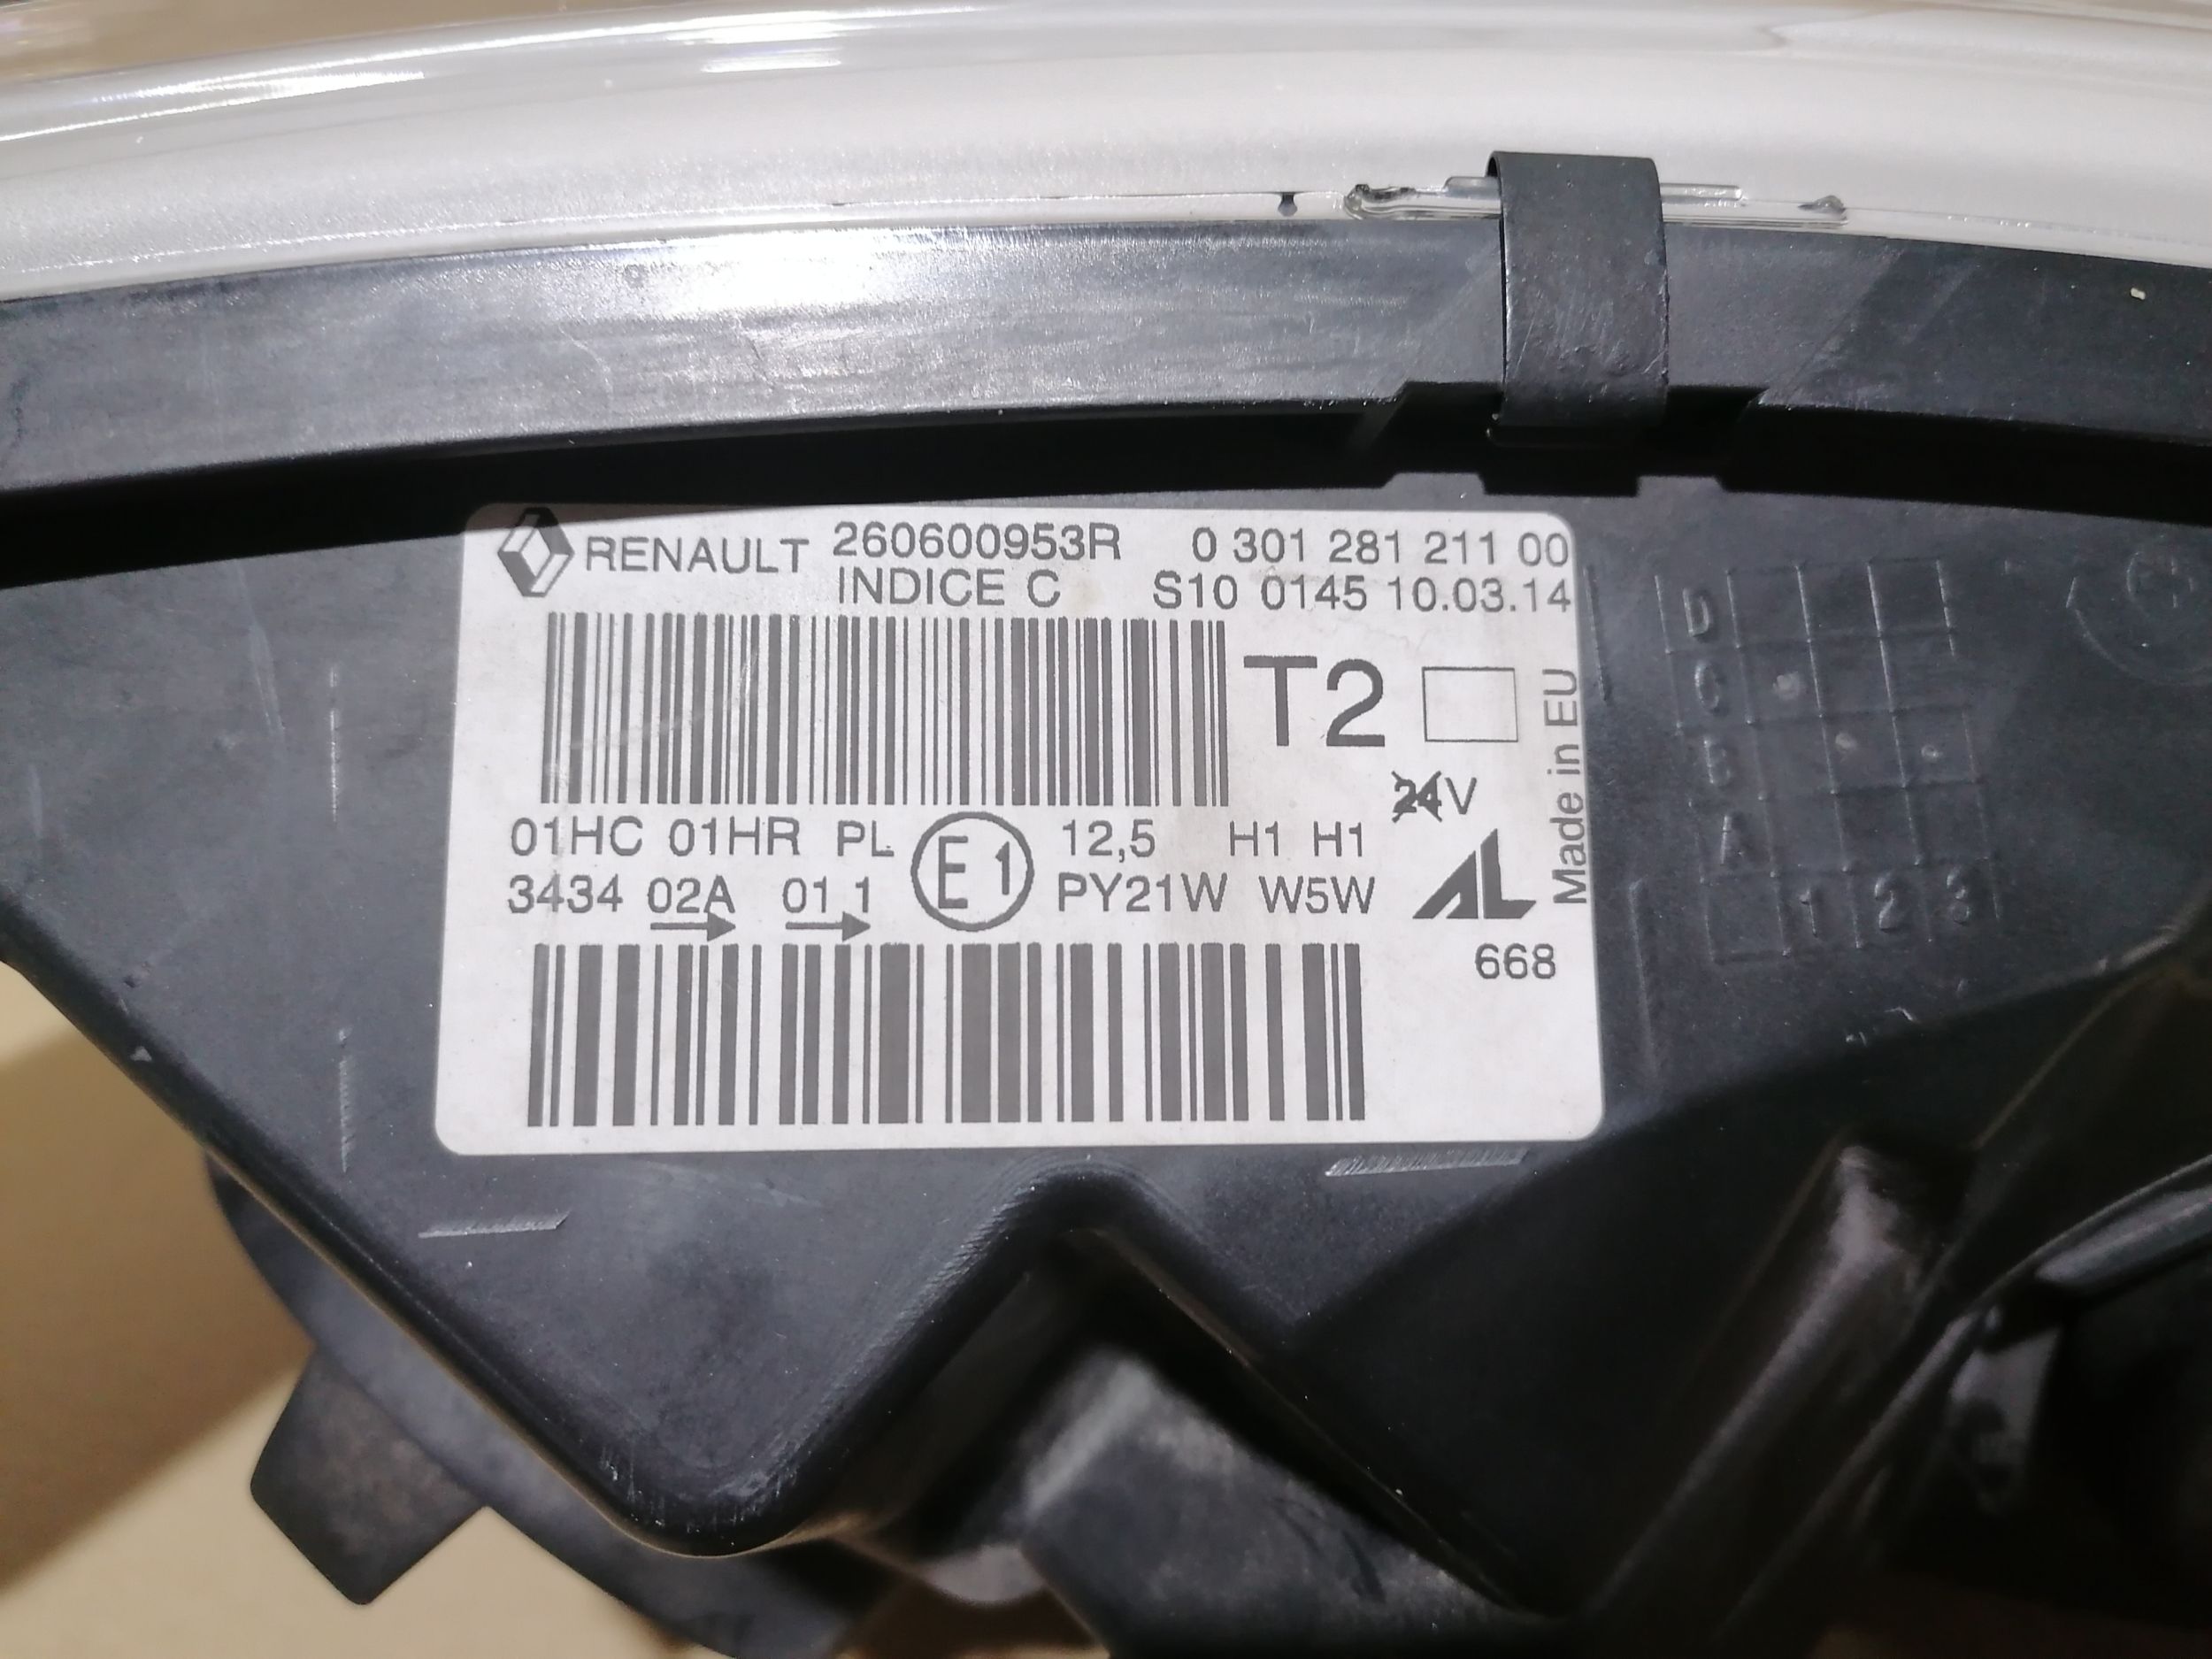 RENAULT 260600953R 0 301 281 211 00
INDICE C S10 0145 10.03.14
T2
24V
Made in EU
01HC 01HR PL E1 12,5 H1 H1
3434 02A 01 1 PY21W W5W AL
668
D
C
B
A
1 2 3